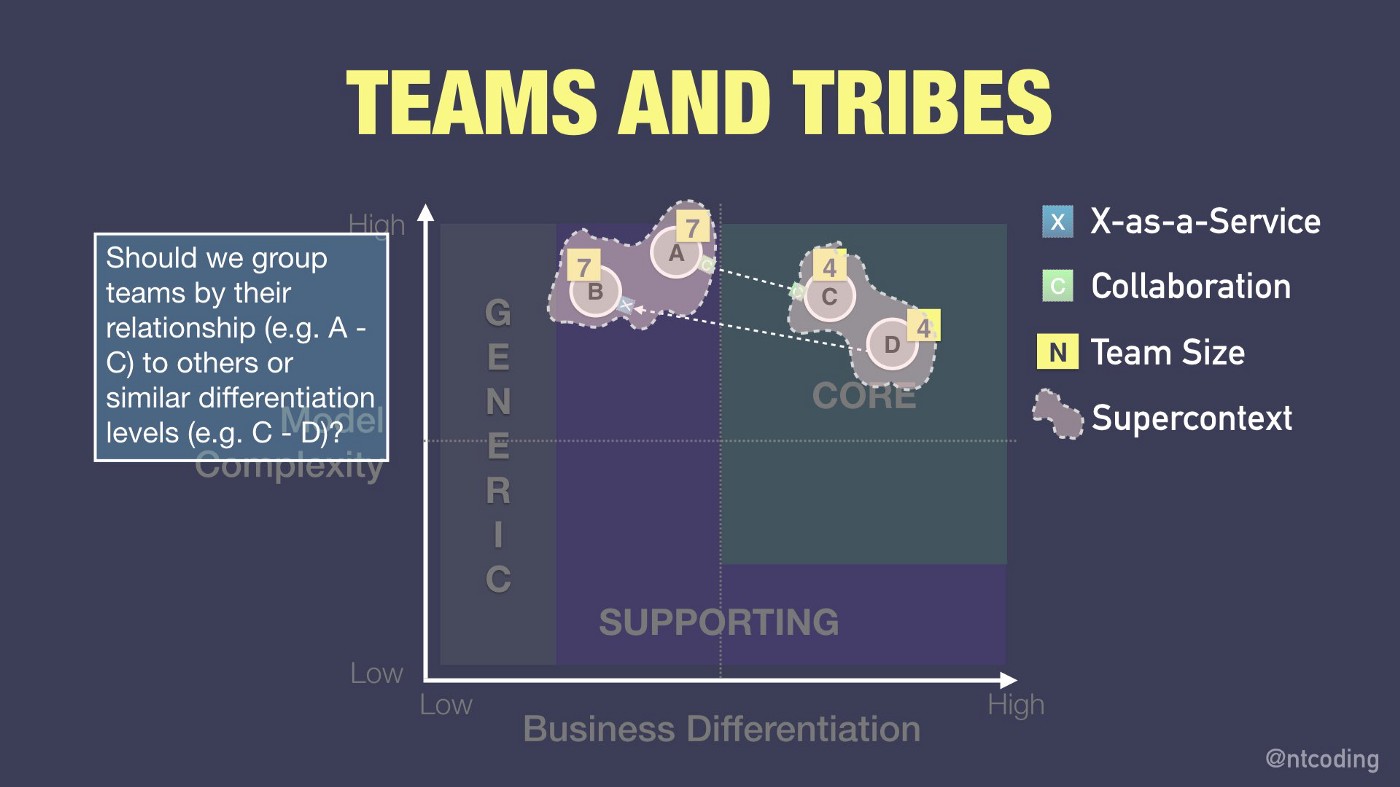 TEAMS AND TRIBES
High
Should we group
teams by their
relationship (e.g. A -
C) to others or
similar differentiation
levels (e.g. C - D)?
Model
Complexity
Low
GENERIC
7
A
C
7
B
X
4
C
C
4
D
CORE
SUPPORTING
Low
High
Business Differentiation
X X-as-a-Service
C Collaboration
N Team Size
Supercontext
@ntcoding